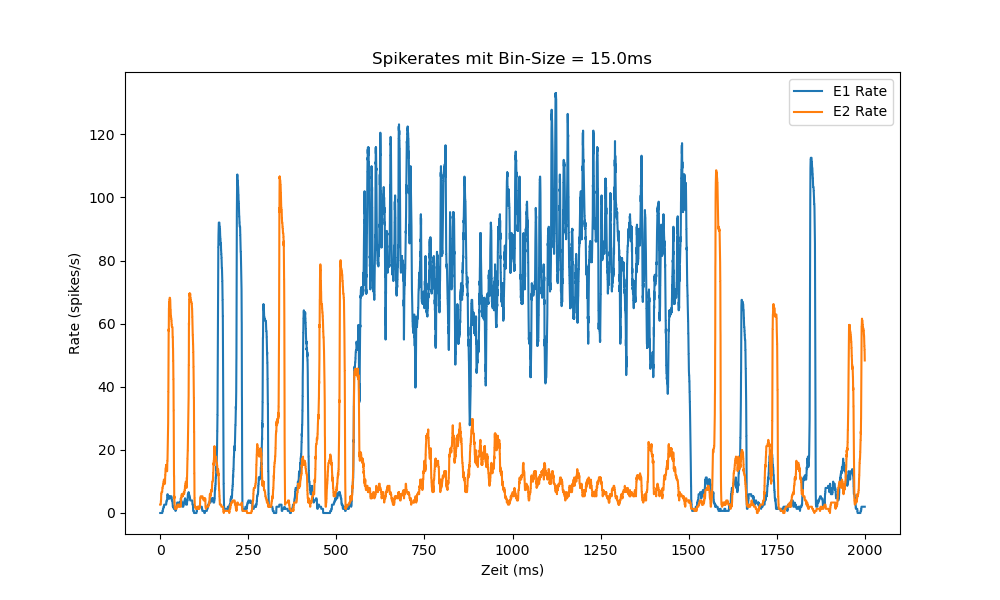 Spikerates mit Bin-Size = 15.0ms
E1 Rate
E2 Rate
Rate (spikes/s)
120
100
80
60
40
20
0
0 250 500 750 1000 1250 1500 1750 2000
Zeit (ms)